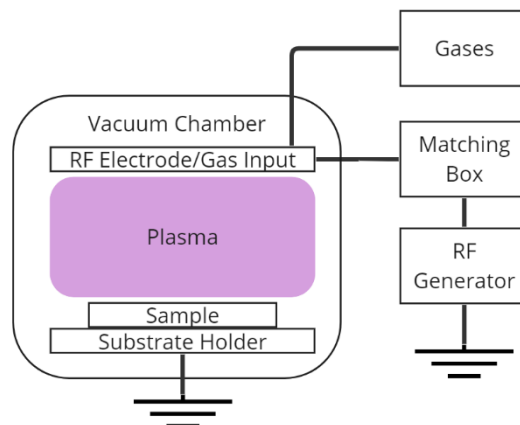 Gases
Vacuum Chamber
RF Electrode/Gas Input
Matching
Box
Plasma
RF
Generator
Sample
Substrate Holder